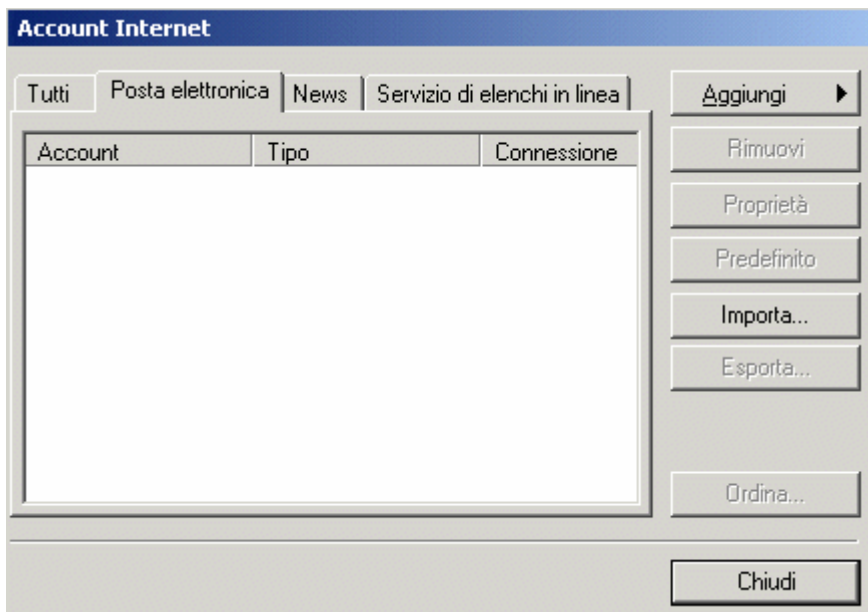 Account Internet
Tutti Posta elettronica News Servizio di elenchi in linea
Aggiungi
Account Tipo Connessione
Rimuovi
Proprietà
Predefinito
Importa...
Esporta...
Ordina...
Chiudi